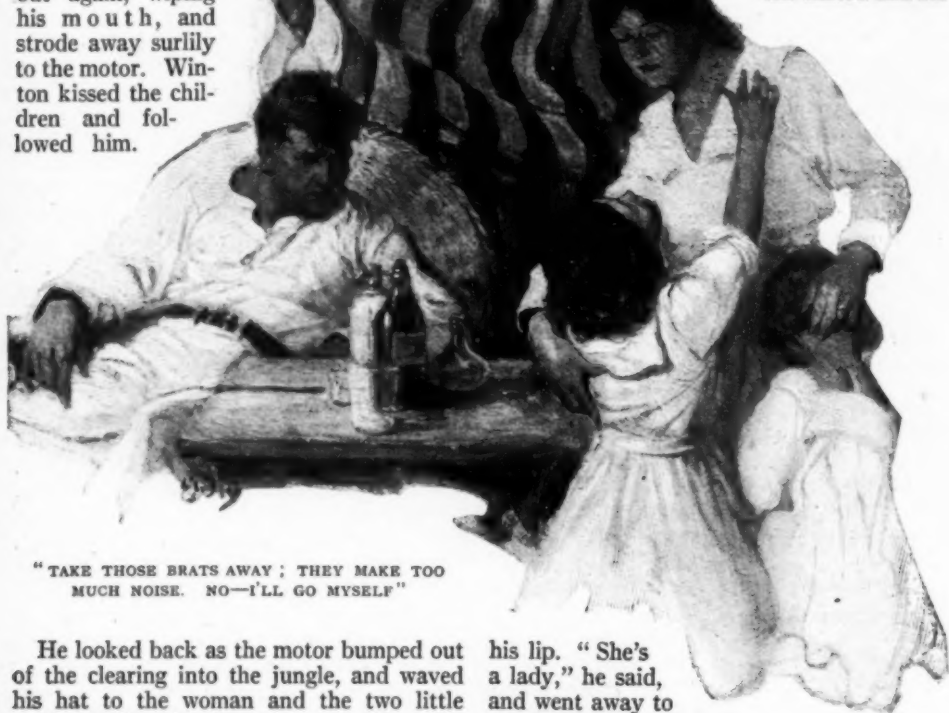 his mouth, and
strode away surlily
to the motor. Win-
ton kissed the chil-
dren and fol-
lowed him.
"TAKE THOSE BRATS AWAY; THEY MAKE TOO
MUCH NOISE. NO—I'LL GO MYSELF"
He looked back as the motor bumped out
of the clearing into the jungle, and waved
his hat to the woman and the two little
his lip. "She's
a lady," he said,
and went away to